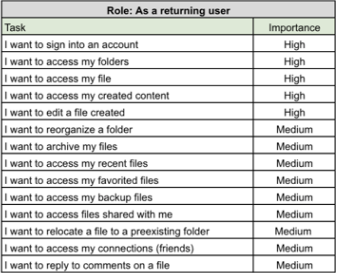 Role: As a returning user
Task Importance
I want to sign into an account High
I want to access my folders High
I want to access my file High
I want to access my created content High
I want to edit a file created High
I want to reorganize a folder Medium
I want to archive my files Medium
I want to access my recent files Medium
I want to access my favorited files Medium
I want to access my backup files Medium
I want to access files shared with me Medium
I want to relocate a file to a preexisting folder Medium
I want to access my connections (friends) Medium
I want to reply to comments on a file Medium